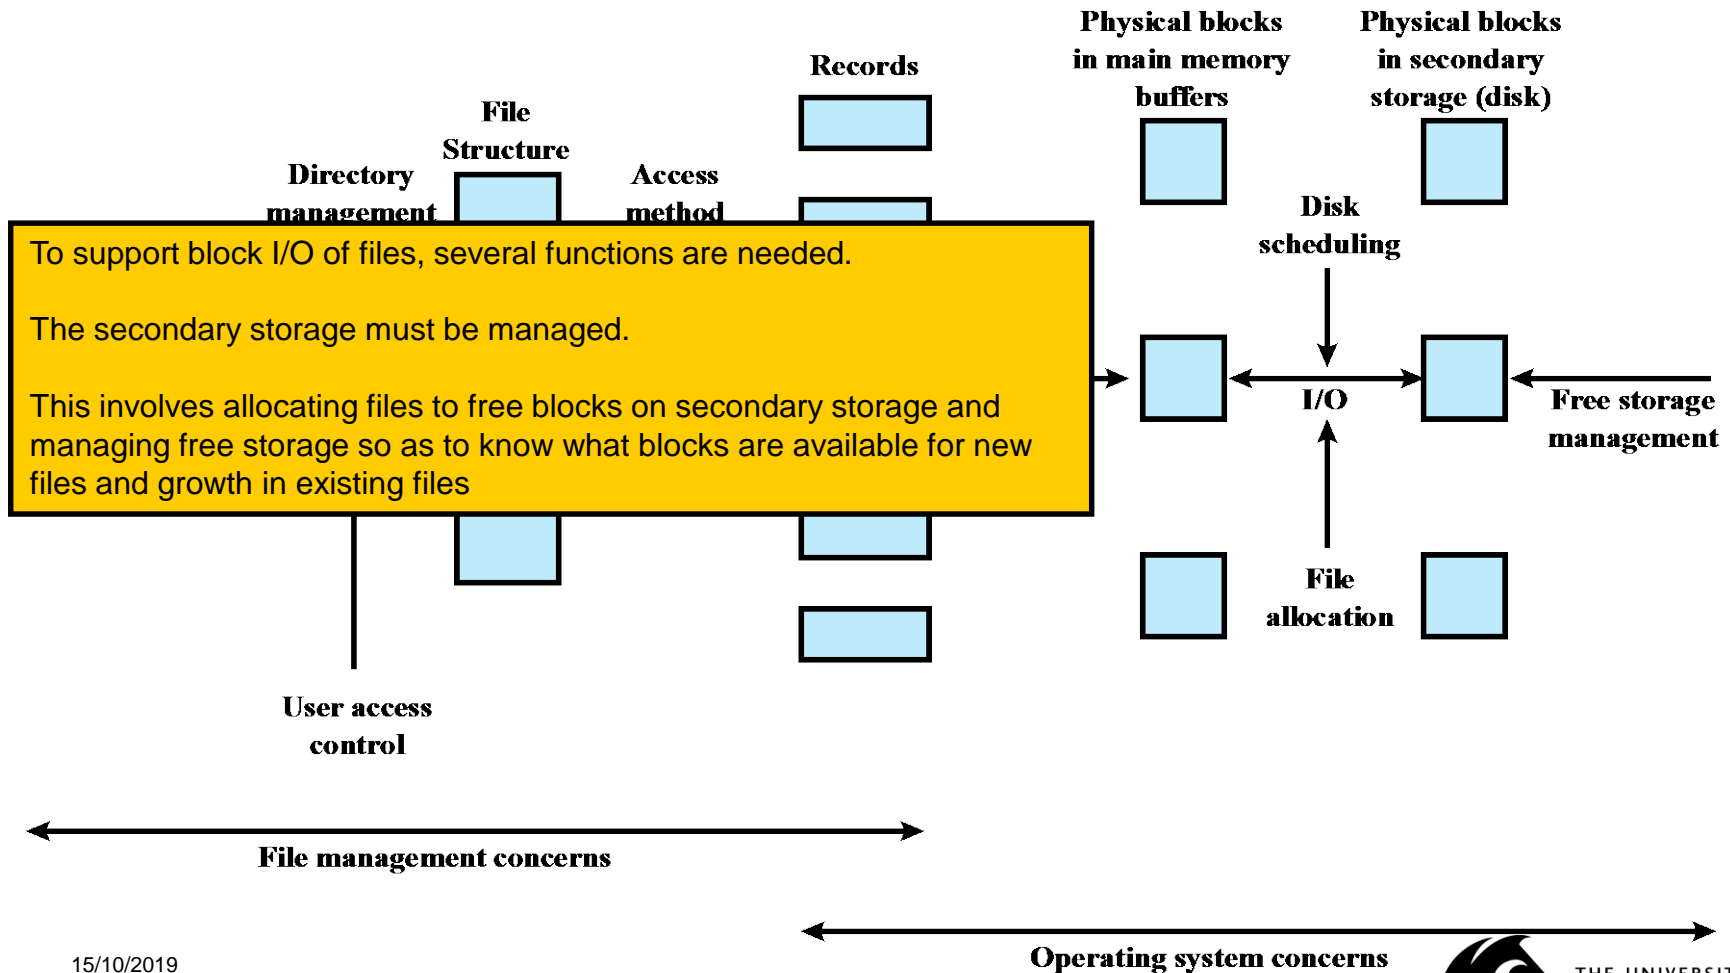 Physical blocks
in main memory
buffers
Physical blocks
in secondary
storage (disk)
Records
File
Structure
Directory
management
Access
method
Disk
scheduling
To support block I/O of files, several functions are needed.
The secondary storage must be managed.
This involves allocating files to free blocks on secondary storage and
managing free storage so as to know what blocks are available for new
files and growth in existing files
I/O
Free storage
management
File
allocation
User access
control
File management concerns
Operating system concerns
15/10/2019
THE